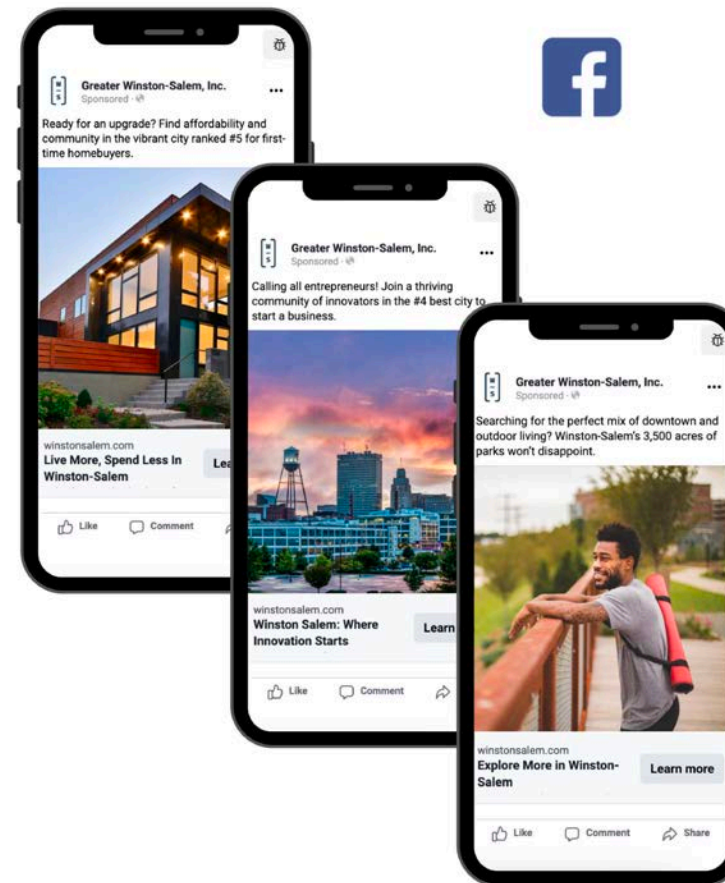 Greater Winston-Salem, Inc.
Sponsored ·
Ready for an upgrade? Find affordability and
community in the vibrant city ranked #5 for first-
time homebuyers.
winstonsalem.com
Live More, Spend Less In
Winston-Salem
Lea
Like Comment
Greater Winston-Salem, Inc.
Sponsored ·
Calling all entrepreneurs! Join a thriving
community of innovators in the #4 best city to
start a business.
winstonsalem.com
Winston Salem: Where
Innovation Starts
Learn
Like Comment
Greater Winston-Salem, Inc.
Sponsored ·
Searching for the perfect mix of downtown and
outdoor living? Winston-Salem's 3,500 acres of
parks won't disappoint.
winstonsalem.com
Explore More in Winston-
Salem
Learn more
Like Comment Share